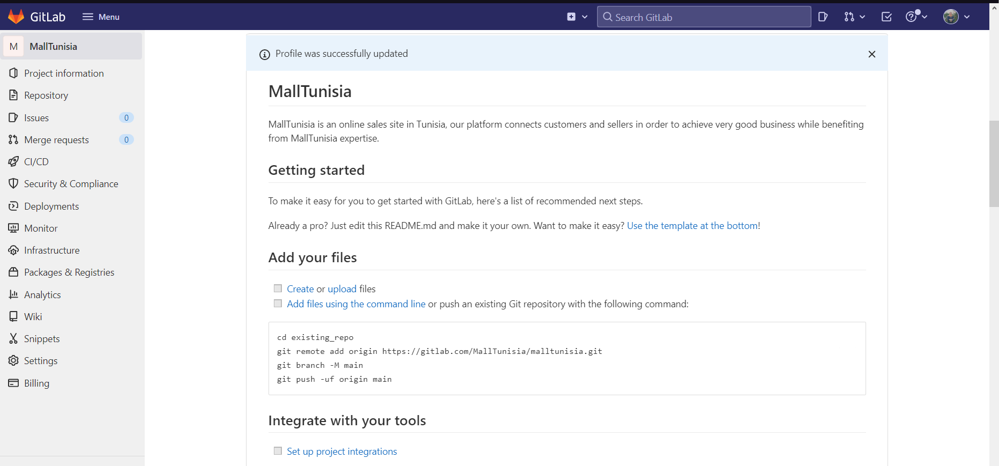 GitLab
Menu
Search GitLab
M
MallTunisia
Project information
Repository
Issues
0
Merge requests
0
CI/CD
Security & Compliance
Deployments
Monitor
Infrastructure
Packages & Registries
Analytics
Wiki
Snippets
Settings
Billing
Profile was successfully updated
MallTunisia
MallTunisia is an online sales site in Tunisia, our platform connects customers and sellers in order to achieve very good business while benefiting
from MallTunisia expertise.
Getting started
To make it easy for you to get started with GitLab, here's a list of recommended next steps.
Already a pro? Just edit this README.md and make it your own. Want to make it easy? Use the template at the bottom!
Add your files
Create or upload files
Add files using the command line or push an existing Git repository with the following command:
cd existing_repo
git remote add origin https://gitlab.com/MallTunisia/malltunisia.git
git branch -M main
git push -uf origin main
Integrate with your tools
Set up project integrations